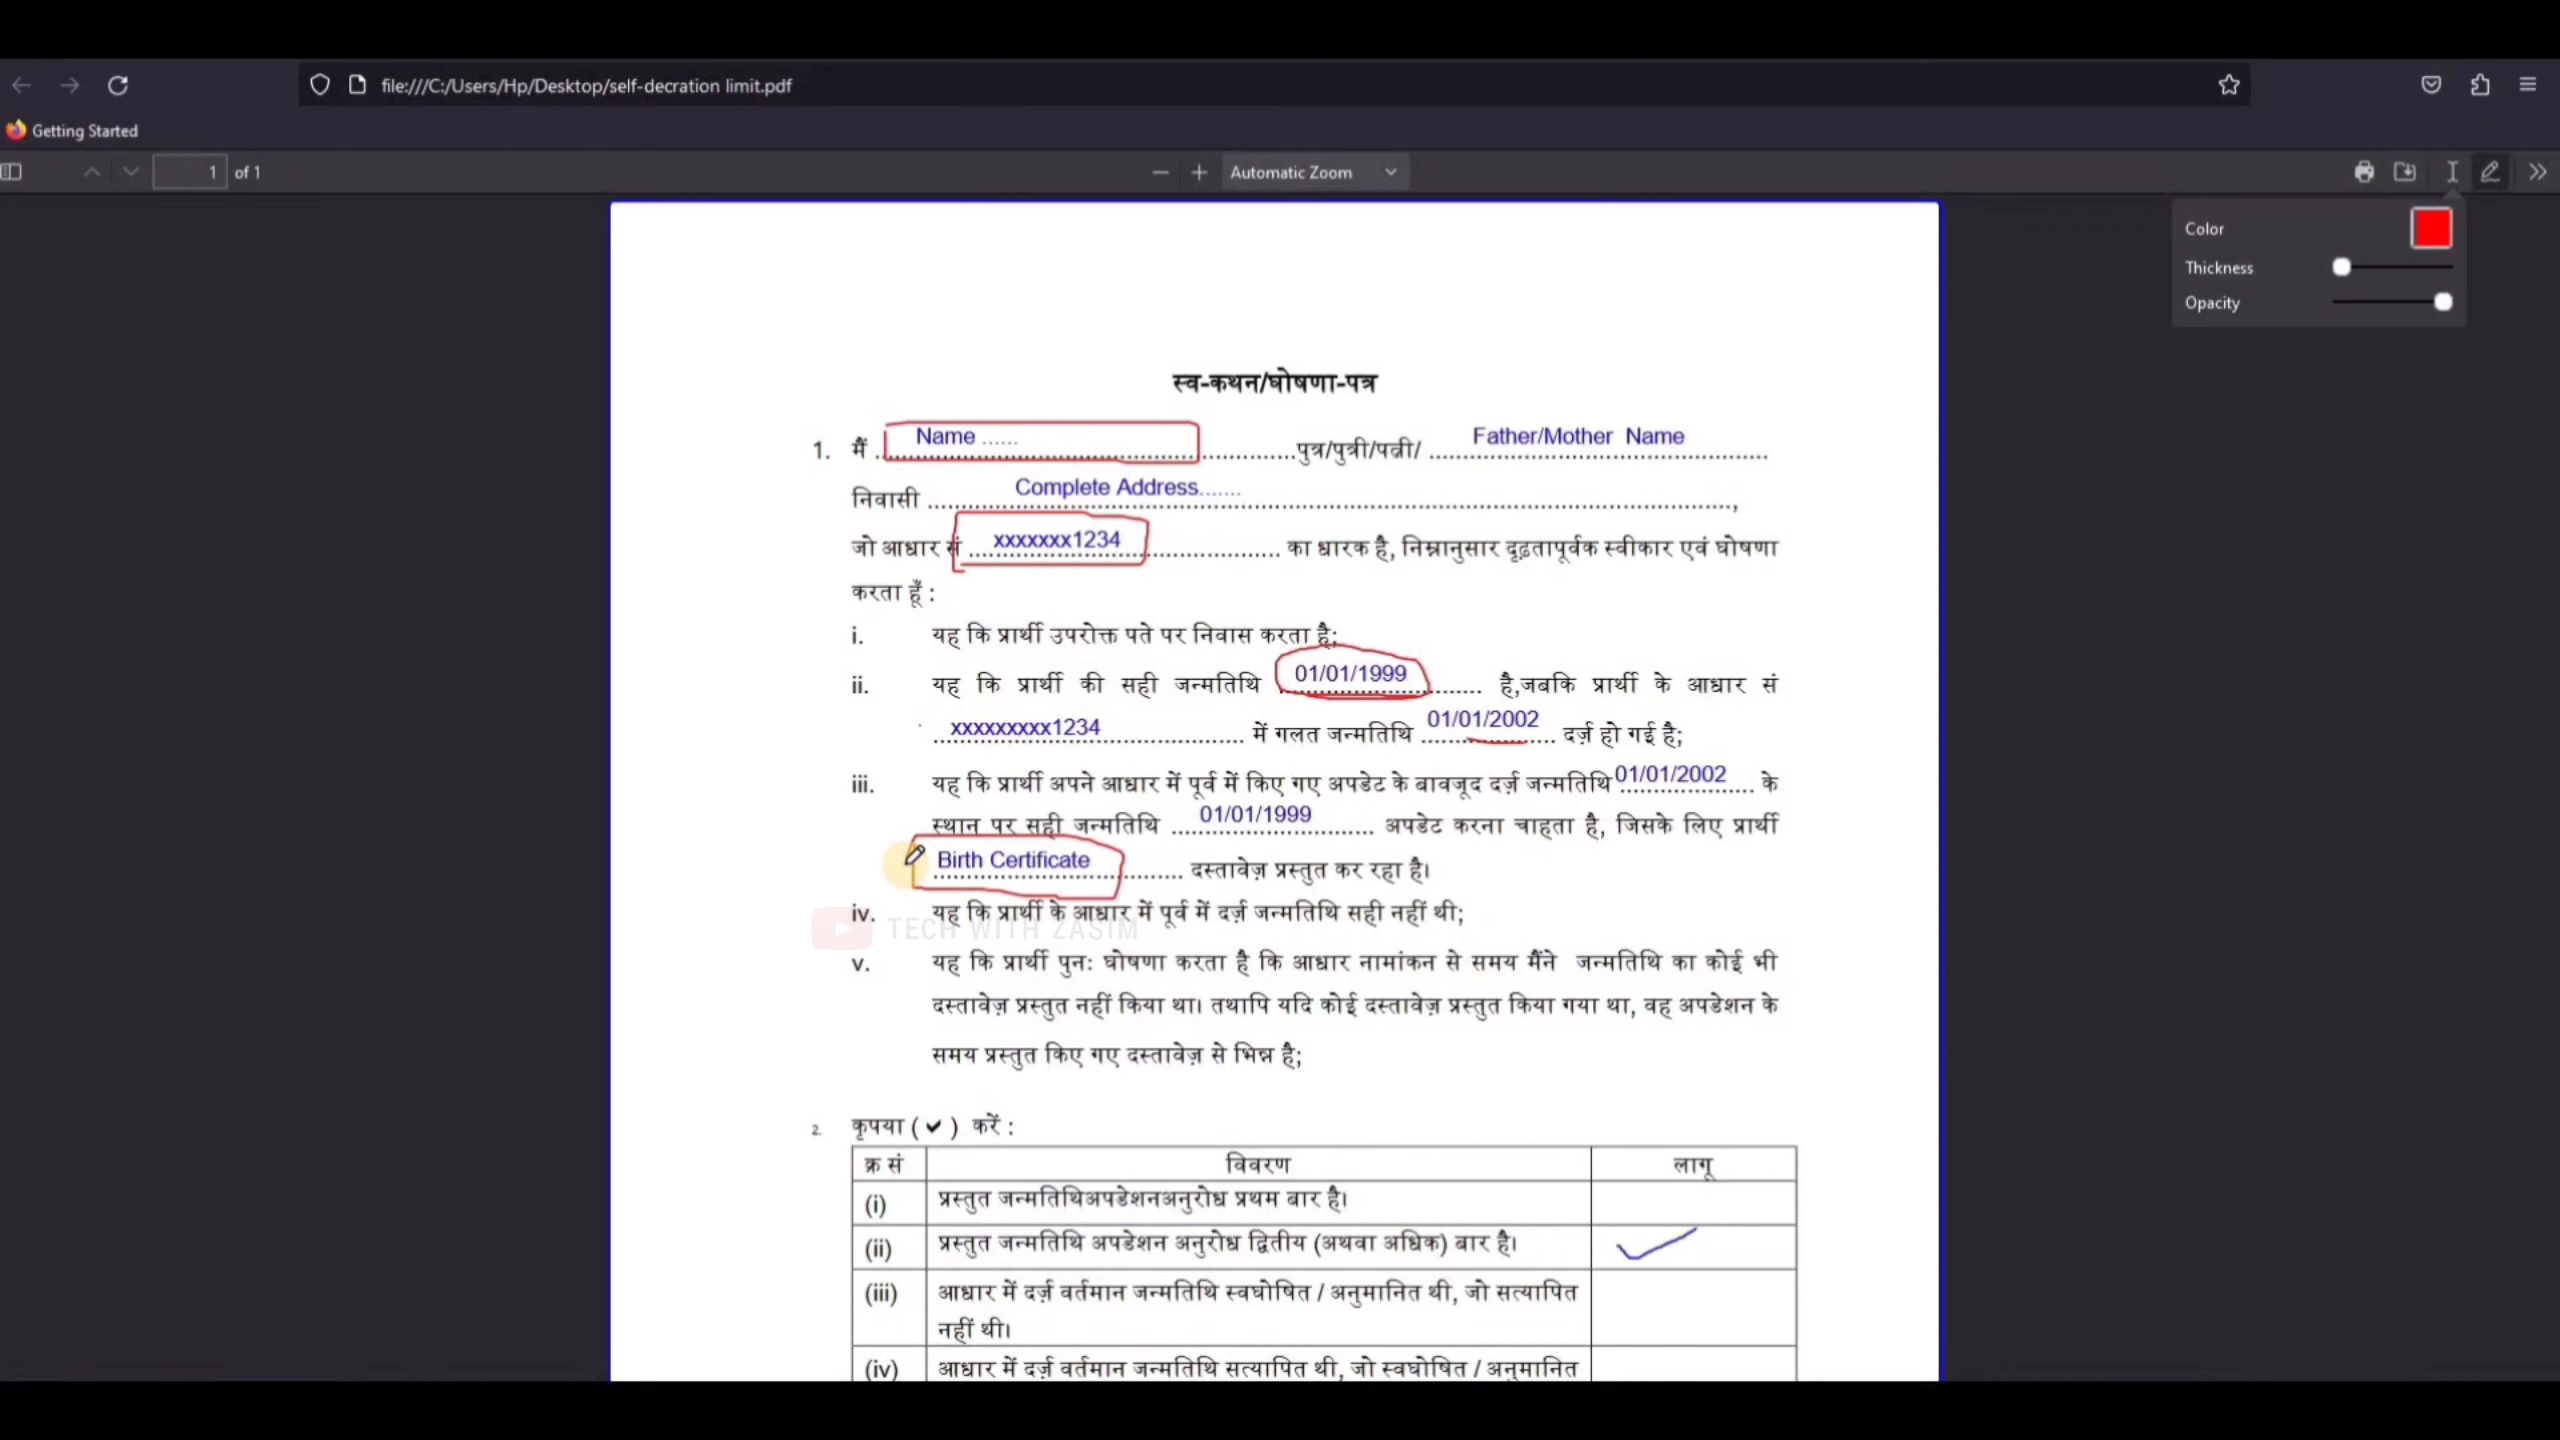 file:///C:/Users/Hp/Desktop/self-decration limit.pdf
Getting Started
1 of 1
Automatic Zoom
Color
Thickness
Opacity
स्व-कथन/घोषणा-पत्र
1. मैं Name ...... पुत्र/पुत्री/पत्नी/ Father/Mother Name
निवासी Complete Address.......,
जो आधार सं xxxxxxx1234 का धारक है, निम्नानुसार दृढ़तापूर्वक स्वीकार एवं घोषणा
करता हूँ :
i. यह कि प्रार्थी उपरोक्त पते पर निवास करता है;
ii. यह कि प्रार्थी की सही जन्मतिथि 01/01/1999 है,जबकि प्रार्थी के आधार सं
xxxxxxxxx1234 में गलत जन्मतिथि 01/01/2002 दर्ज़ हो गई है;
iii. यह कि प्रार्थी अपने आधार में पूर्व में किए गए अपडेट के बावजूद दर्ज़ जन्मतिथि 01/01/2002 के
स्थान पर सही जन्मतिथि 01/01/1999 अपडेट करना चाहता है, जिसके लिए प्रार्थी
Birth Certificate दस्तावेज़ प्रस्तुत कर रहा है।
iv. यह कि प्रार्थी के आधार में पूर्व में दर्ज़ जन्मतिथि सही नहीं थी;
TECH WITH ZASIM
v. यह कि प्रार्थी पुनः घोषणा करता है कि आधार नामांकन से समय मैंने जन्मतिथि का कोई भी
दस्तावेज़ प्रस्तुत नहीं किया था। तथापि यदि कोई दस्तावेज़ प्रस्तुत किया गया था, वह अपडेशन के
समय प्रस्तुत किए गए दस्तावेज़ से भिन्न है;
2. कृपया (✔) करें :
क्र सं विवरण लागू
(i) प्रस्तुत जन्मतिथिअपडेशनअनुरोध प्रथम बार है।
(ii) प्रस्तुत जन्मतिथि अपडेशन अनुरोध द्वितीय (अथवा अधिक) बार है।
(iii) आधार में दर्ज़ वर्तमान जन्मतिथि स्वघोषित / अनुमानित थी, जो सत्यापित
नहीं थी।
(iv) आधार में दर्ज़ वर्तमान जन्मतिथि सत्यापित थी, जो स्वघोषित / अनुमानित